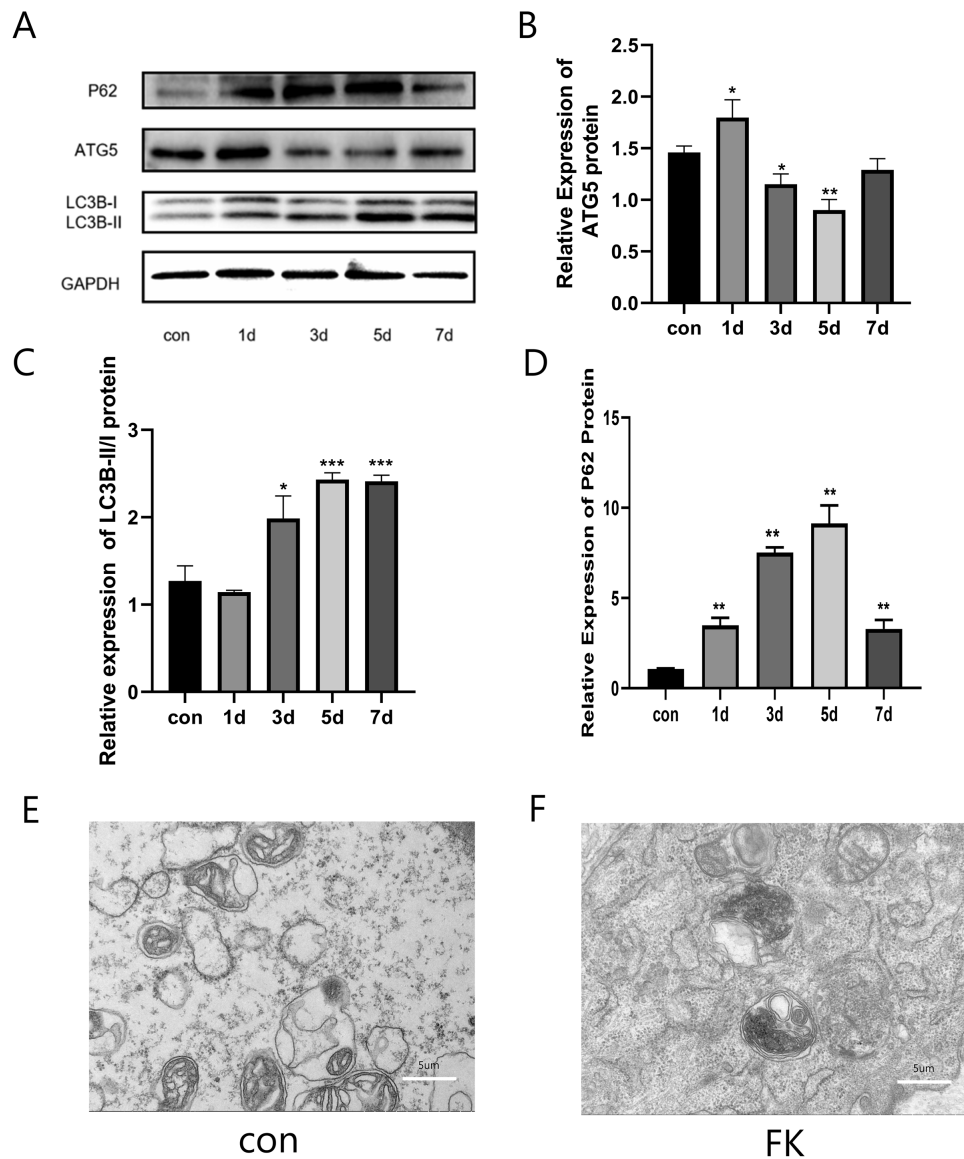 A
P62
ATG5
LC3B-I
LC3B-II
GAPDH
con 1d 3d 5d 7d
B
Relative Expression of
ATG5 protein
2.5
2.0
1.5
1.0
0.5
0.0
*
*
**
con 1d 3d 5d 7d
C
Relative expression of LC3B-II/I protein
3
2
1
0
*
***
***
con 1d 3d 5d 7d
D
Relative Expression of P62 Protein
15
10
5
0
**
**
**
**
con 1d 3d 5d 7d
E
5um
con
F
5um
FK